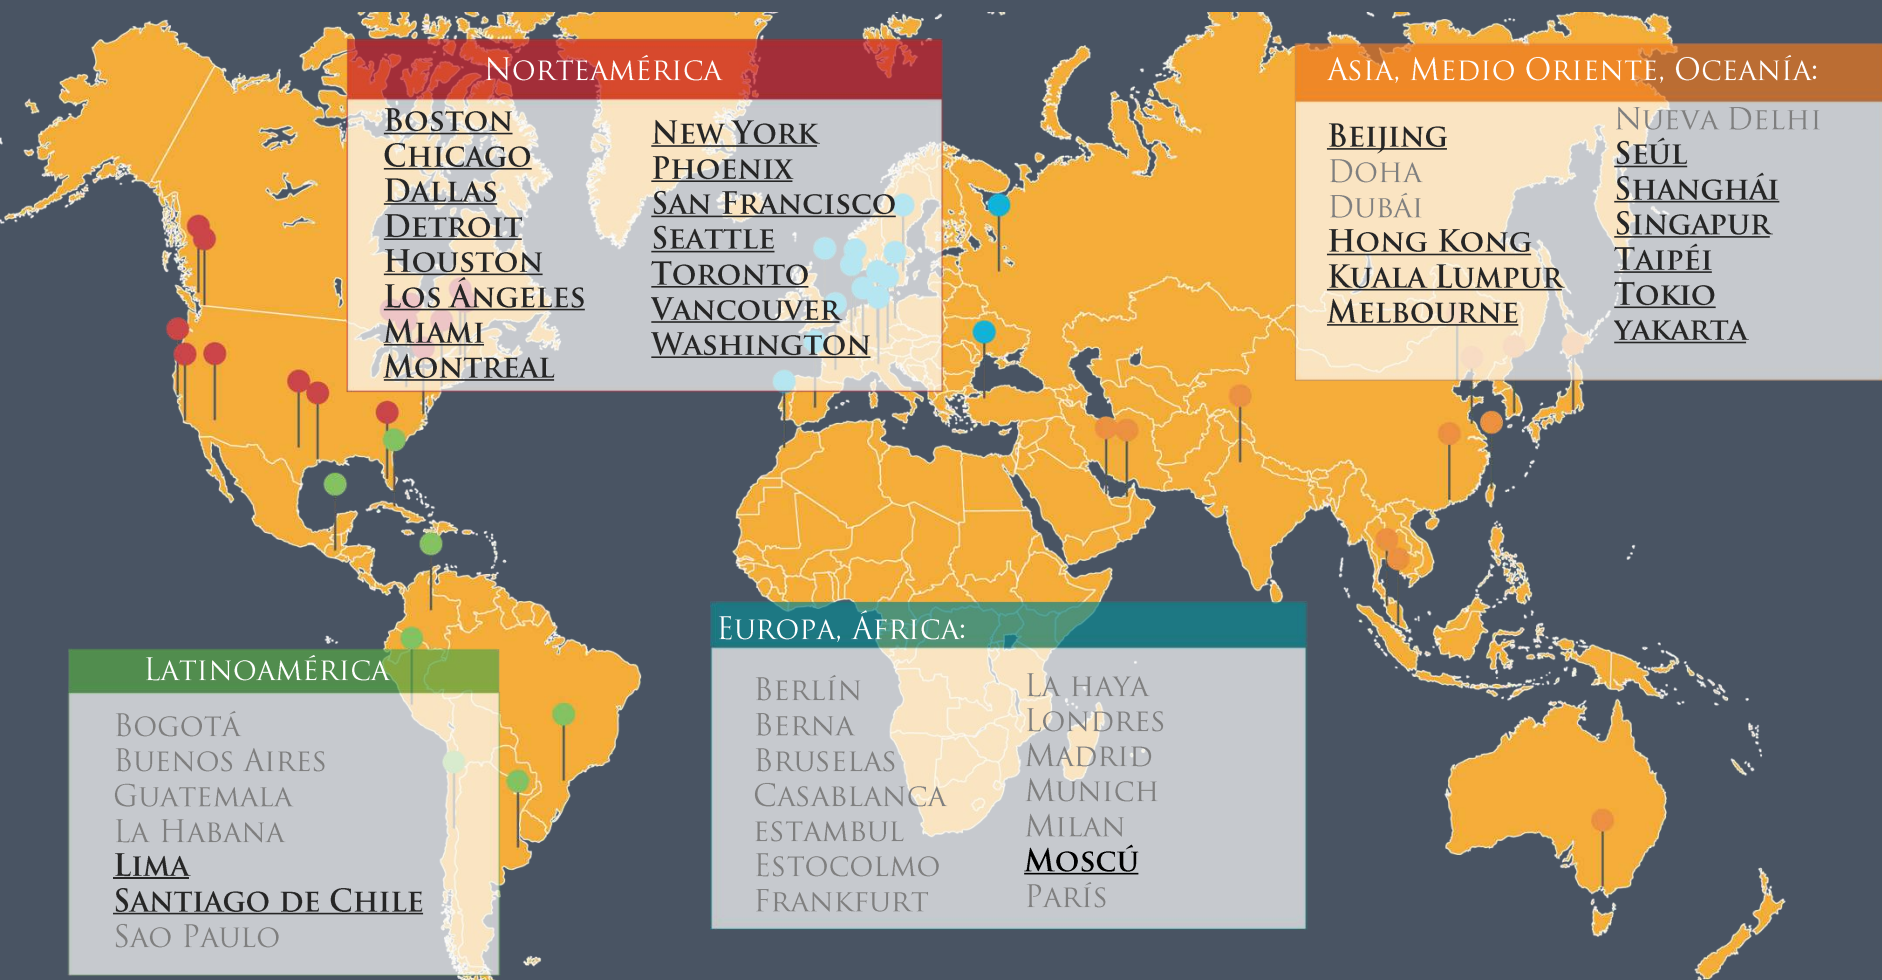 Norteamérica
Boston
Chicago
Dallas
Detroit
Houston
Los Ángeles
Miami
Montreal
New York
Phoenix
San Francisco
Seattle
Toronto
Vancouver
Washington
Asia, Medio Oriente, Oceanía:
Beijing
Doha
Dubái
Hong Kong
Kuala Lumpur
Melbourne
Nueva Delhi
Seúl
Shanghái
Singapur
Taipéi
Tokio
yakarta
Latinoamérica
Bogotá
Buenos Aires
Guatemala
La Habana
Lima
Santiago de Chile
Sao Paulo
Europa, África:
Berlín
Berna
Bruselas
Casablanca
estambul
Estocolmo
Frankfurt
La haya
Londres
Madrid
Munich
Milan
Moscú
París